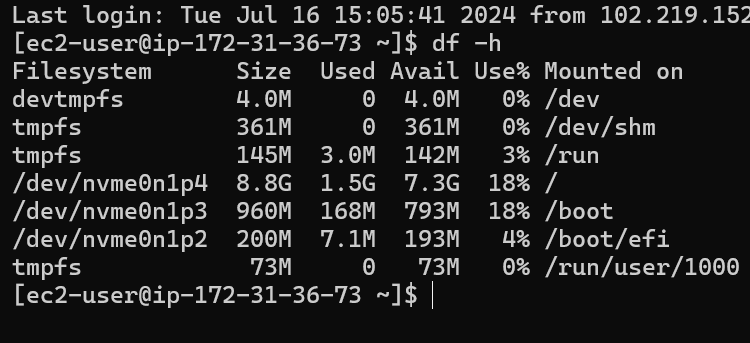 Last login: Tue Jul 16 15:05:41 2024 from 102.219.152
[ec2-user@ip-172-31-36-73 ~]$ df -h
Filesystem      Size  Used Avail Use% Mounted on
devtmpfs        4.0M     0  4.0M   0% /dev
tmpfs           361M     0  361M   0% /dev/shm
tmpfs           145M  3.0M  142M   3% /run
/dev/nvme0n1p4  8.8G  1.5G  7.3G  18% /
/dev/nvme0n1p3  960M  168M  793M  18% /boot
/dev/nvme0n1p2  200M  7.1M  193M   4% /boot/efi
tmpfs            73M     0   73M   0% /run/user/1000
[ec2-user@ip-172-31-36-73 ~]$